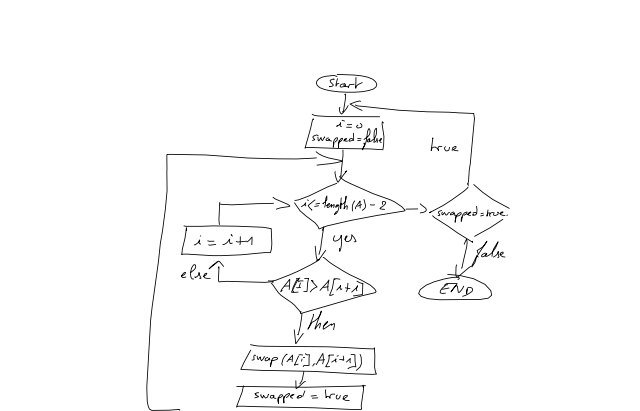 start
i=0
swapped=false
true
i<=length(A)-2
swapped=true
i=i+1
yes
false
else
A[I]>A[i+i]
END
then
swap(A[i],A[i+1])
swapped = true